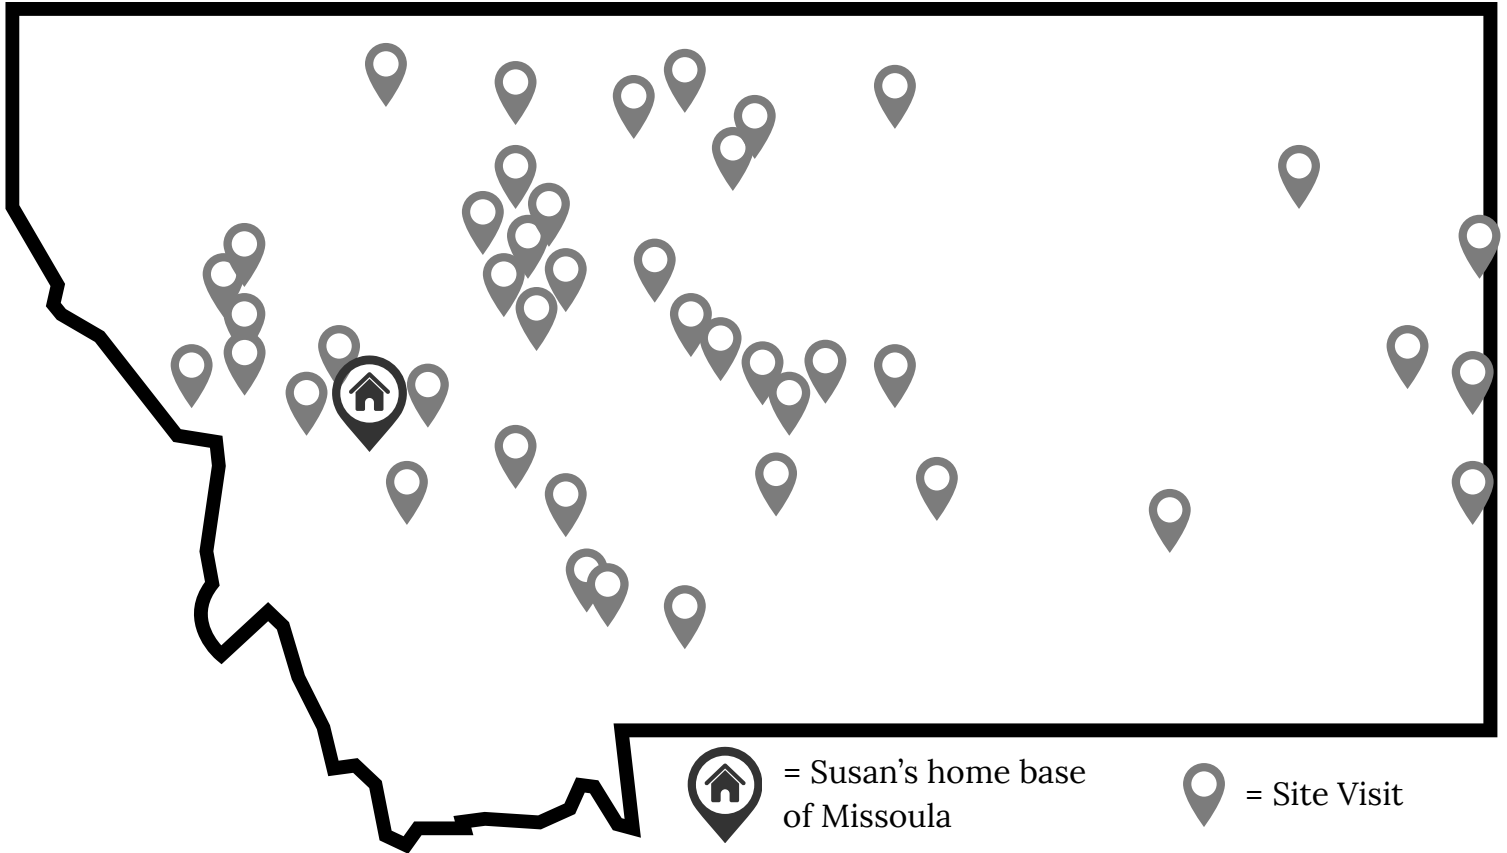 = Susan’s home base
of Missoula
= Site Visit